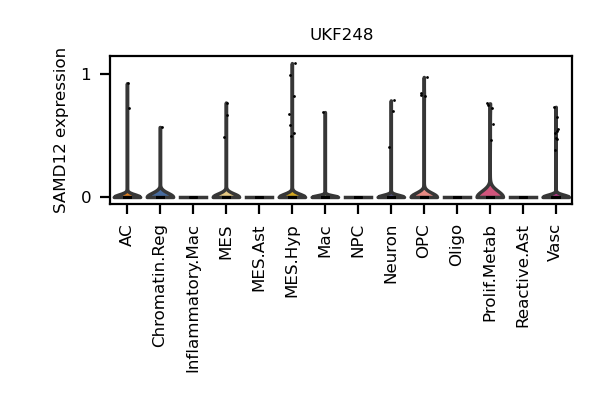 UKF248
SAMD12 expression
1
0
AC
Chromatin.Reg
Inflammatory.Mac
MES
MES.Ast
MES.Hyp
Mac
NPC
Neuron
OPC
Oligo
Prolif.Metab
Reactive.Ast
Vasc